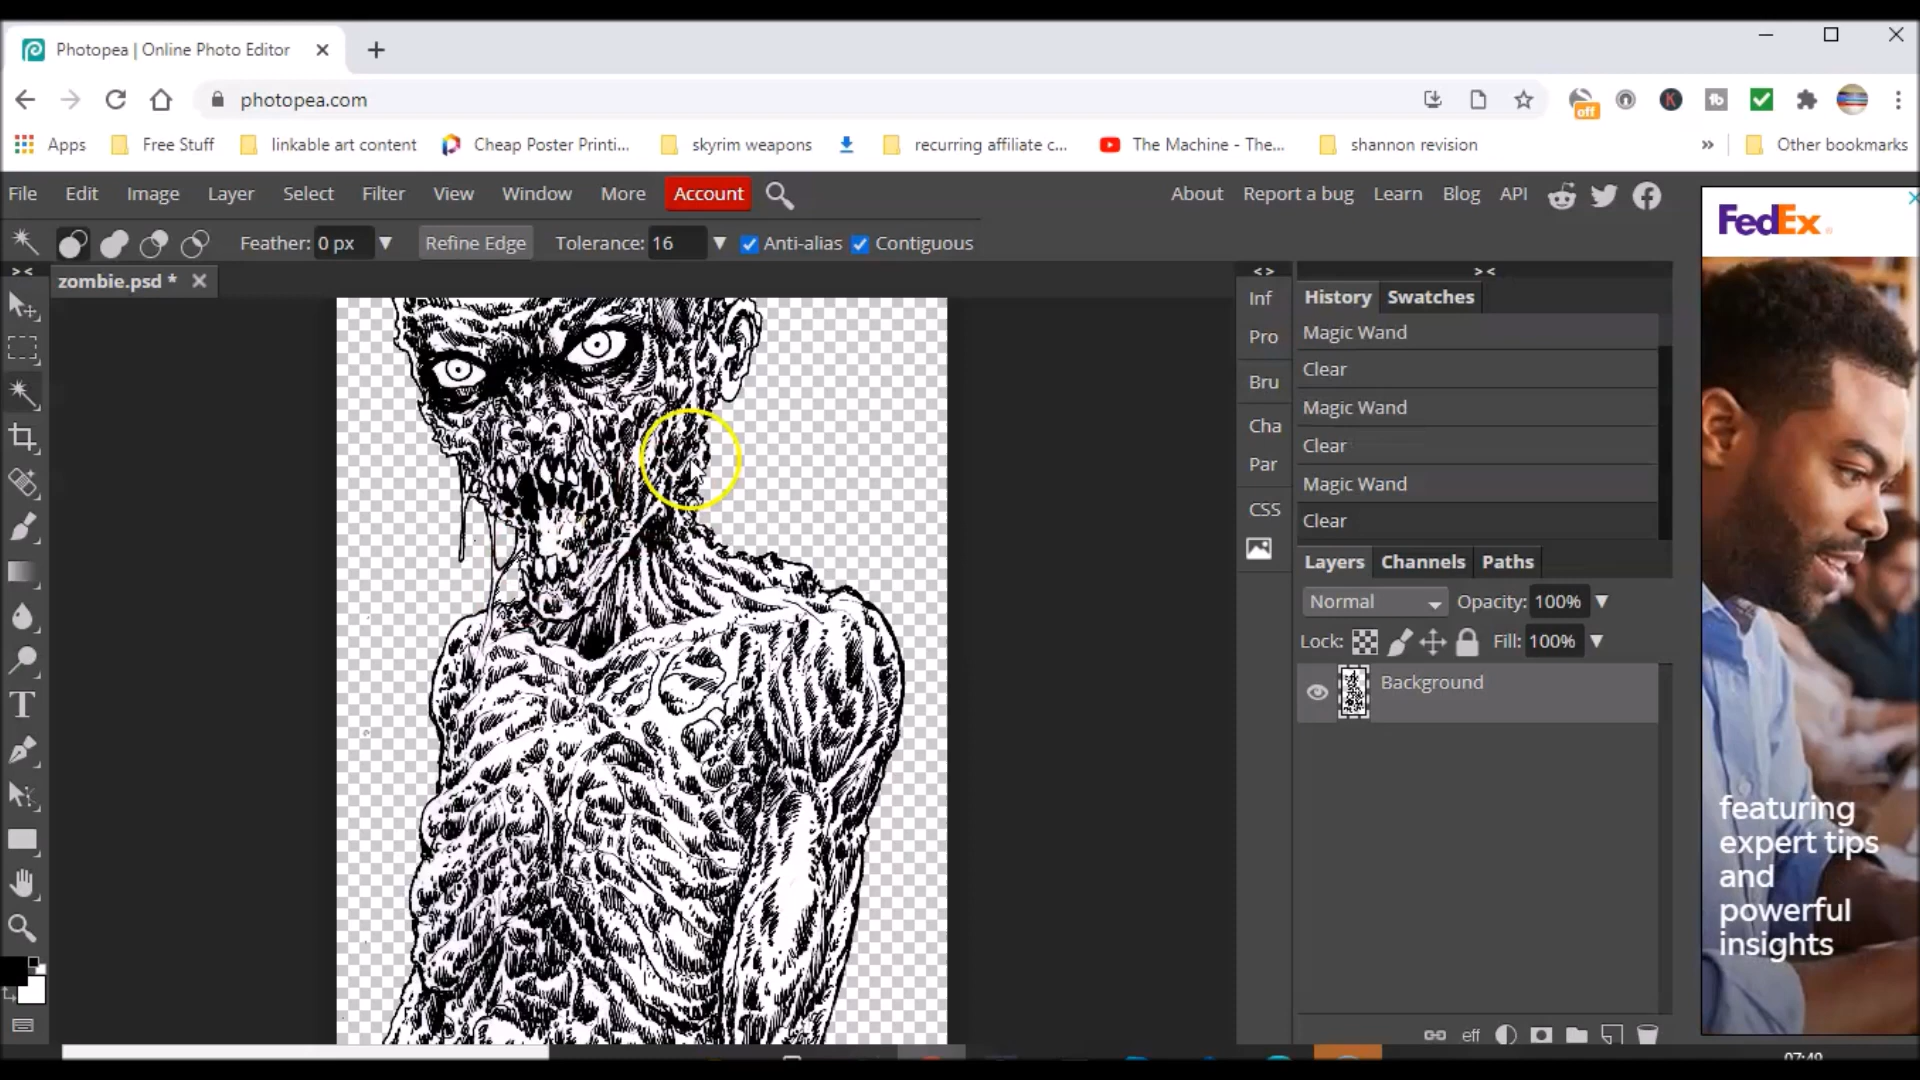 Photopea | Online Photo Editor
photopea.com
off
K
Apps
Free Stuff
linkable art content
Cheap Poster Printi...
skyrim weapons
recurring affiliate c...
The Machine - The...
shannon revision
»
Other bookmarks
File Edit Image Layer Select Filter View Window More Account
About Report a bug Learn Blog API
Feather: 0 px Refine Edge Tolerance: 16 Anti-alias Contiguous
zombie.psd *
Inf
Pro
Bru
Cha
Par
CSS
History Swatches
Magic Wand
Clear
Magic Wand
Clear
Magic Wand
Clear
Layers Channels Paths
Normal Opacity: 100%
Lock: Fill: 100%
Background
eff
FedEx®
featuring
expert tips
and
powerful
insights